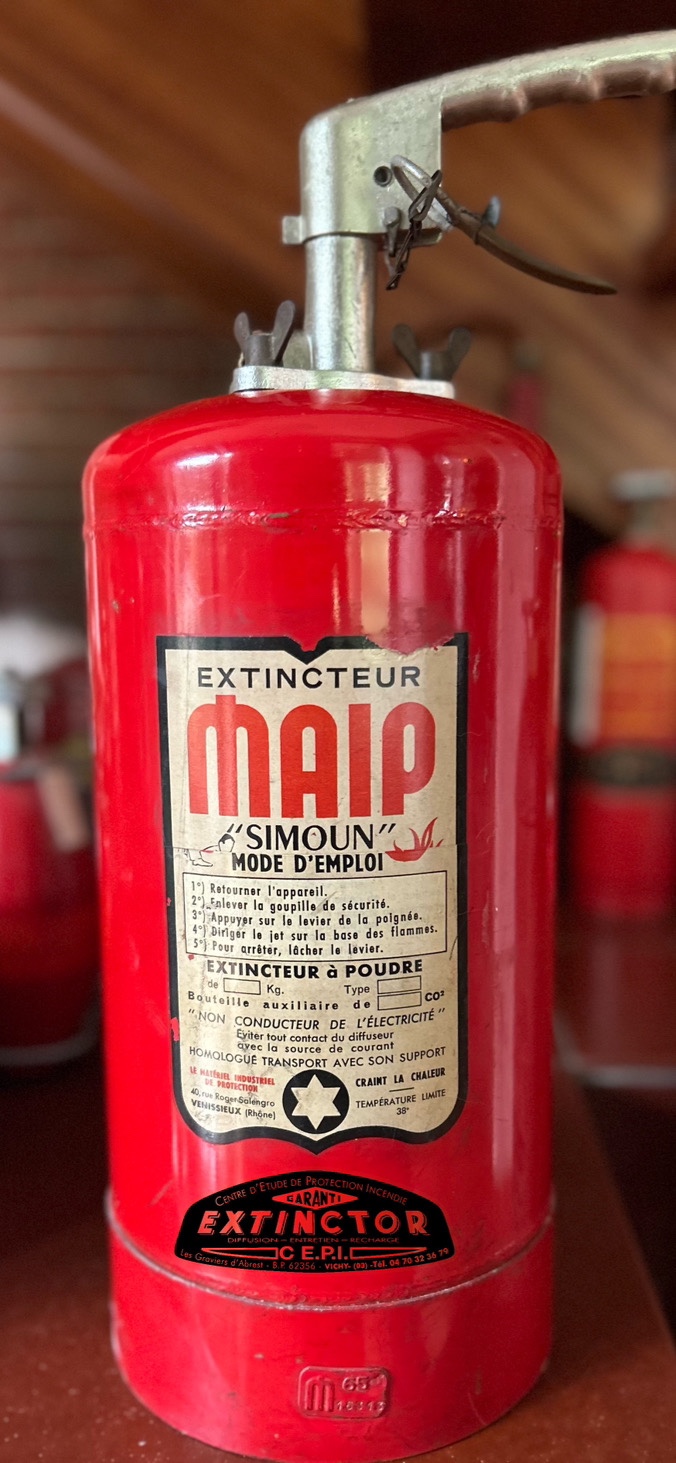 EXTINCTEUR
MAIP
"SIMOUN"
MODE D'EMPLOI
1°) Retourner l'appareil.
2°) Enlever la goupille de sécurité.
3°) Appuyer sur le levier de la poignée.
4°) Diriger le jet sur la base des flammes.
5°) Pour arrêter, lâcher le levier.
EXTINCTEUR à POUDRE
de Kg. Type
Bouteille auxiliaire de CO²
"NON CONDUCTEUR DE L'ÉLECTRICITÉ"
Éviter tout contact du diffuseur
avec la source de courant
HOMOLOGUÉ TRANSPORT AVEC SON SUPPORT
LE MATÉRIEL INDUSTRIEL
DE PROTECTION
40, rue Roger-Salengro
VENISSIEUX (Rhône)
CRAINT LA CHALEUR
TEMPÉRATURE LIMITE
38°
CENTRE D'ETUDE DE PROTECTION INCENDIE
GARANTI
EXTINCTOR
DIFFUSION - ENTRETIEN - RECHARGE
C E.P.I.
Les Graviers d'Abrest - B.P. 62356 - VICHY- (03) -Tél. 04 70 32 36 79
m 65